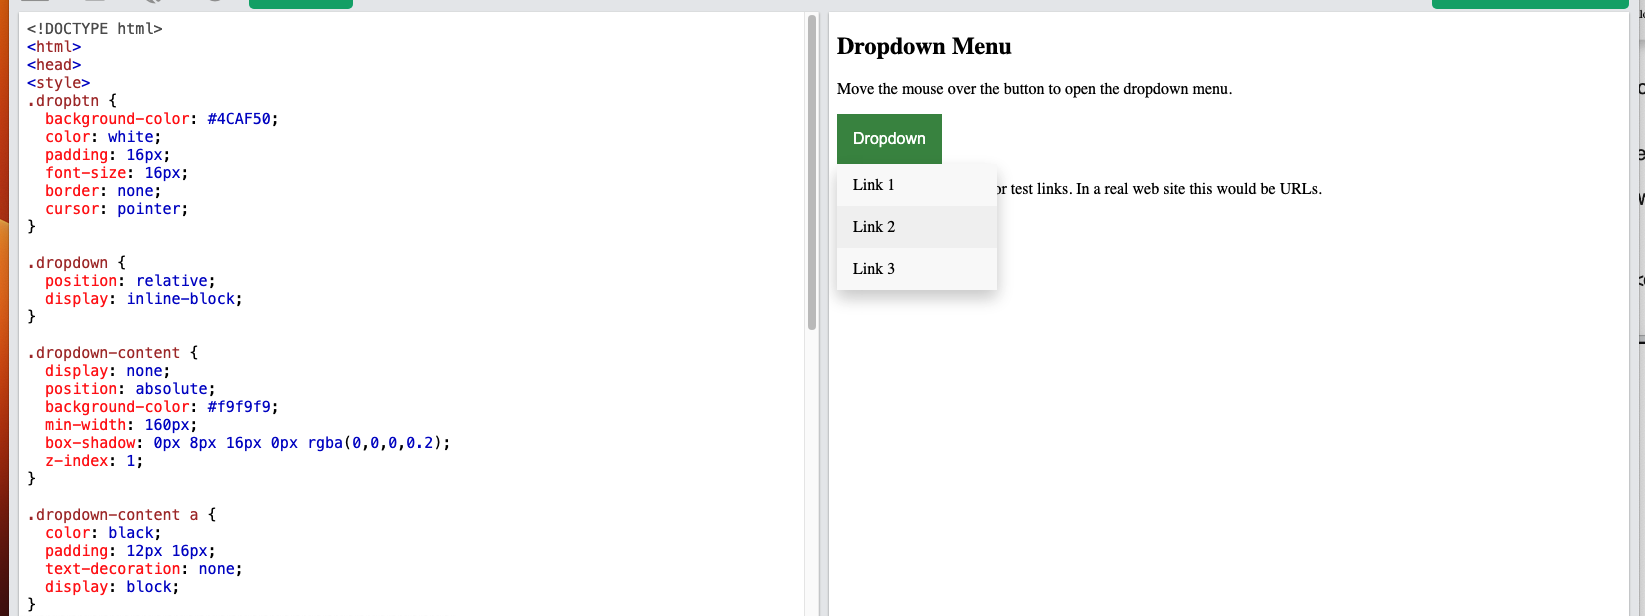 <!DOCTYPE html>
<html>
<head>
<style>
.dropbtn {
  background-color: #4CAF50;
  color: white;
  padding: 16px;
  font-size: 16px;
  border: none;
  cursor: pointer;
}

.dropdown {
  position: relative;
  display: inline-block;
}

.dropdown-content {
  display: none;
  position: absolute;
  background-color: #f9f9f9;
  min-width: 160px;
  box-shadow: 0px 8px 16px 0px rgba(0,0,0,0.2);
  z-index: 1;
}

.dropdown-content a {
  color: black;
  padding: 12px 16px;
  text-decoration: none;
  display: block;
}
Dropdown Menu
Move the mouse over the button to open the dropdown menu.
Dropdown
Link 1
test links. In a real web site this would be URLs.
Link 2
Link 3